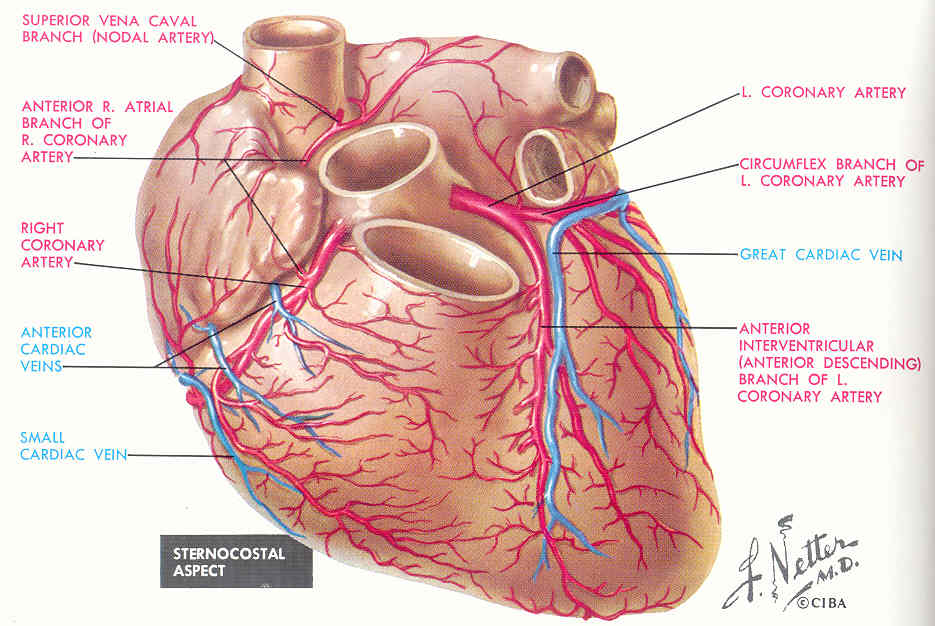 SUPERIOR VENA CAVAL
BRANCH (NODAL ARTERY)
ANTERIOR R. ATRIAL
BRANCH OF
R. CORONARY
ARTERY
RIGHT
CORONARY
ARTERY
ANTERIOR
CARDIAC
VEINS
SMALL
CARDIAC VEIN
L. CORONARY ARTERY
CIRCUMFLEX BRANCH OF
L. CORONARY ARTERY
GREAT CARDIAC VEIN
ANTERIOR
INTERVENTRICULAR
(ANTERIOR DESCENDING)
BRANCH OF L.
CORONARY ARTERY
STERNOCOSTAL
ASPECT
F. Netter
M.D.
©CIBA